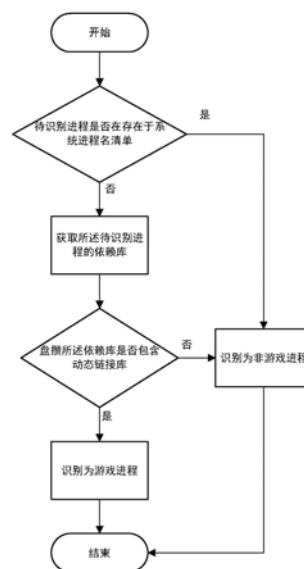 开始
待识别进程是否在存在于系
统进程名清单
是
否
获取所述待识别进
程的依赖库
盘攒所述依赖库是否包含
动态链接库
否
识别为非游戏进程
是
识别为游戏进程
结束